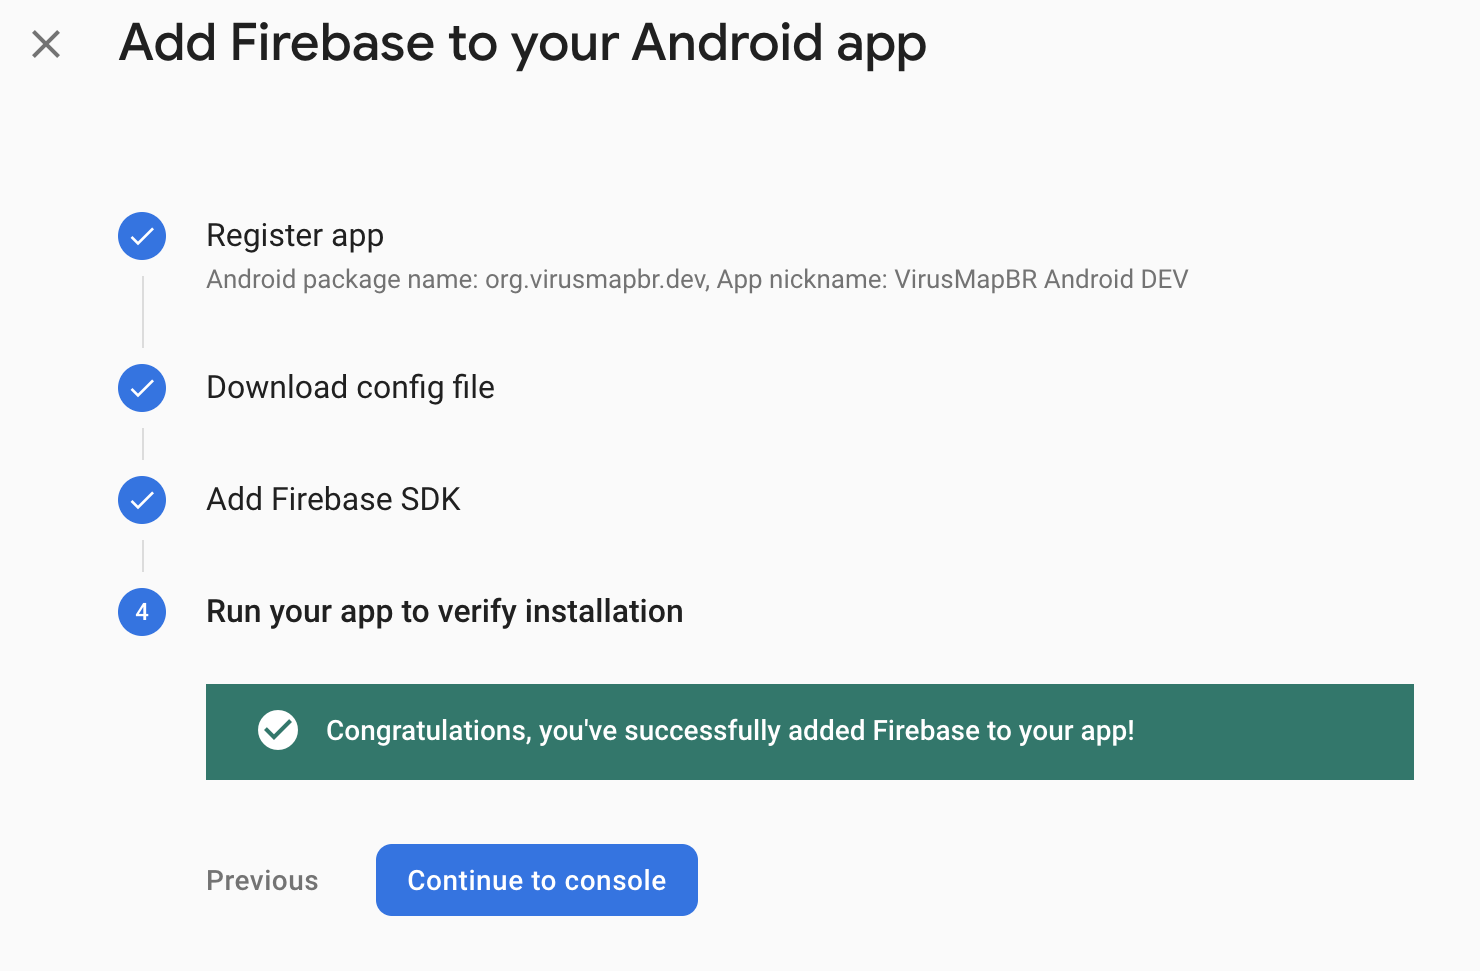 Add Firebase to your Android app
Register app
Android package name: org.virusmapbr.dev, App nickname: VirusMapBR Android DEV
Download config file
Add Firebase SDK
4 Run your app to verify installation
Congratulations, you've successfully added Firebase to your app!
Previous Continue to console